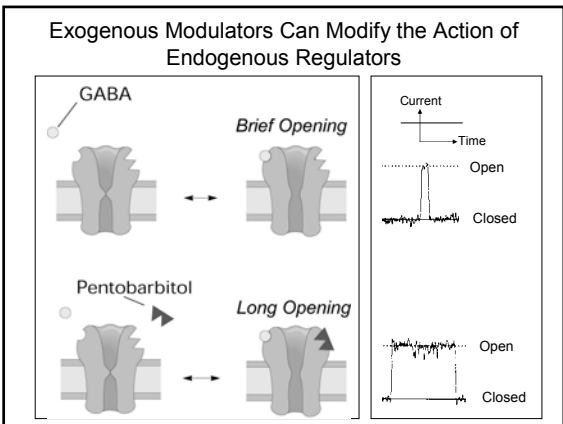 Exogenous Modulators Can Modify the Action of
Endogenous Regulators
GABA
Brief Opening
Pentobarbitol
Long Opening
Current
Time
Open
Closed
Open
Closed